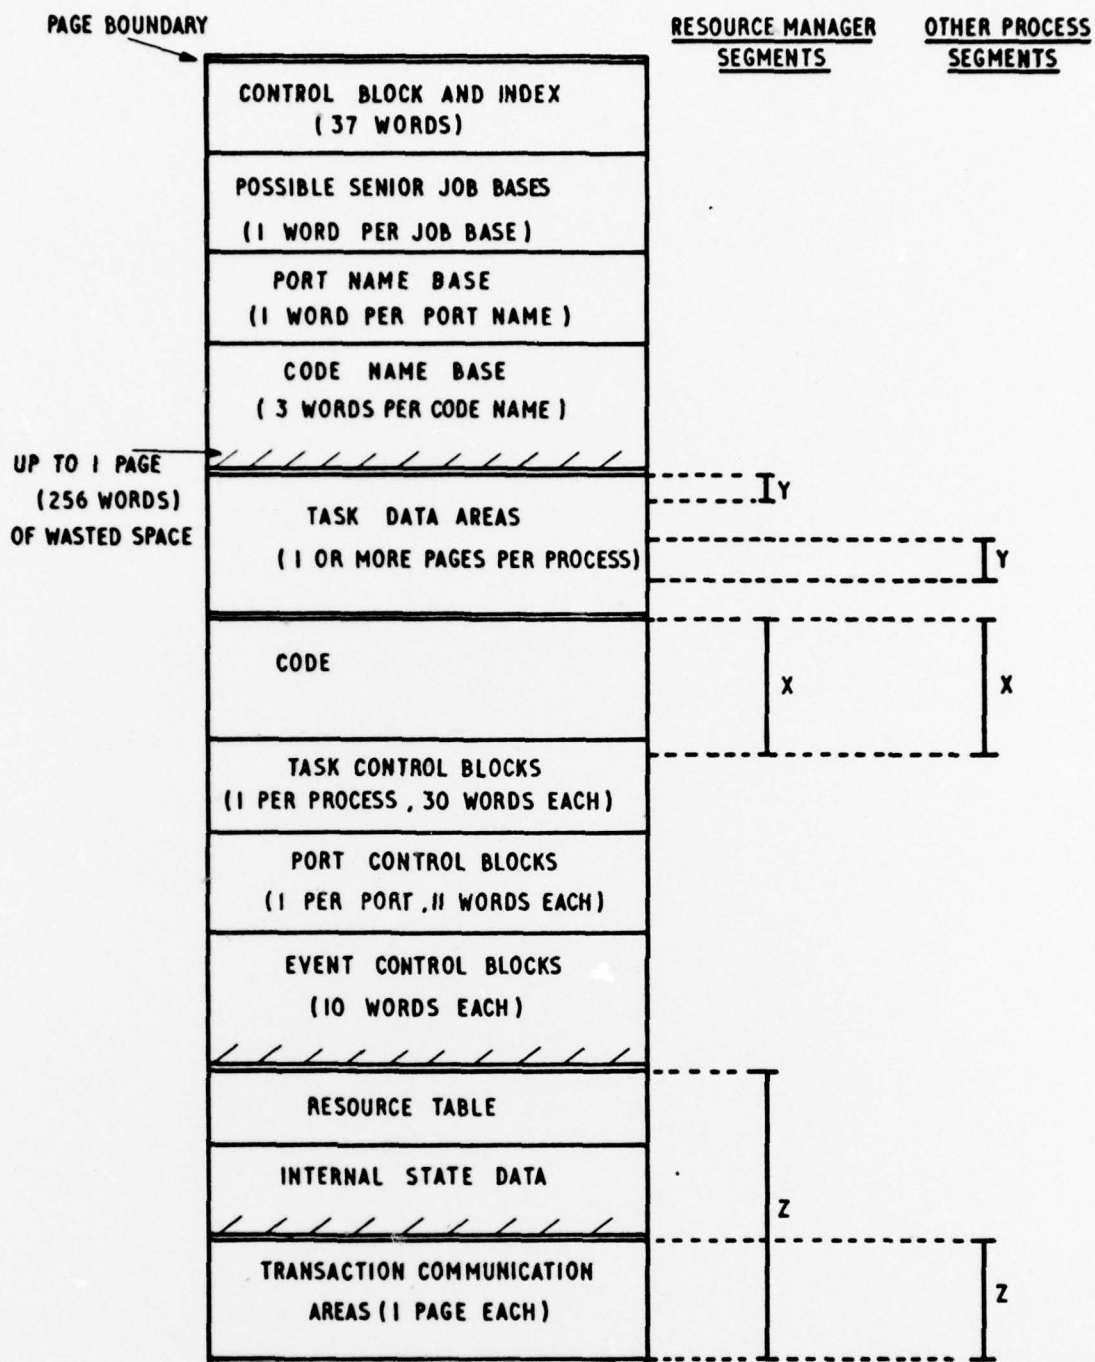 PAGE BOUNDARY
RESOURCE MANAGER
SEGMENTS
OTHER PROCESS
SEGMENTS
CONTROL BLOCK AND INDEX
(37 WORDS)
POSSIBLE SENIOR JOB BASES
(1 WORD PER JOB BASE)
PORT NAME BASE
(1 WORD PER PORT NAME)
CODE NAME BASE
(3 WORDS PER CODE NAME)
UP TO 1 PAGE
(256 WORDS)
OF WASTED SPACE
Y
TASK DATA AREAS
(1 OR MORE PAGES PER PROCESS)
Y
CODE
X
X
TASK CONTROL BLOCKS
(1 PER PROCESS, 30 WORDS EACH)
PORT CONTROL BLOCKS
(1 PER PORT, 11 WORDS EACH)
EVENT CONTROL BLOCKS
(10 WORDS EACH)
RESOURCE TABLE
INTERNAL STATE DATA
Z
TRANSACTION COMMUNICATION
AREAS (1 PAGE EACH)
Z